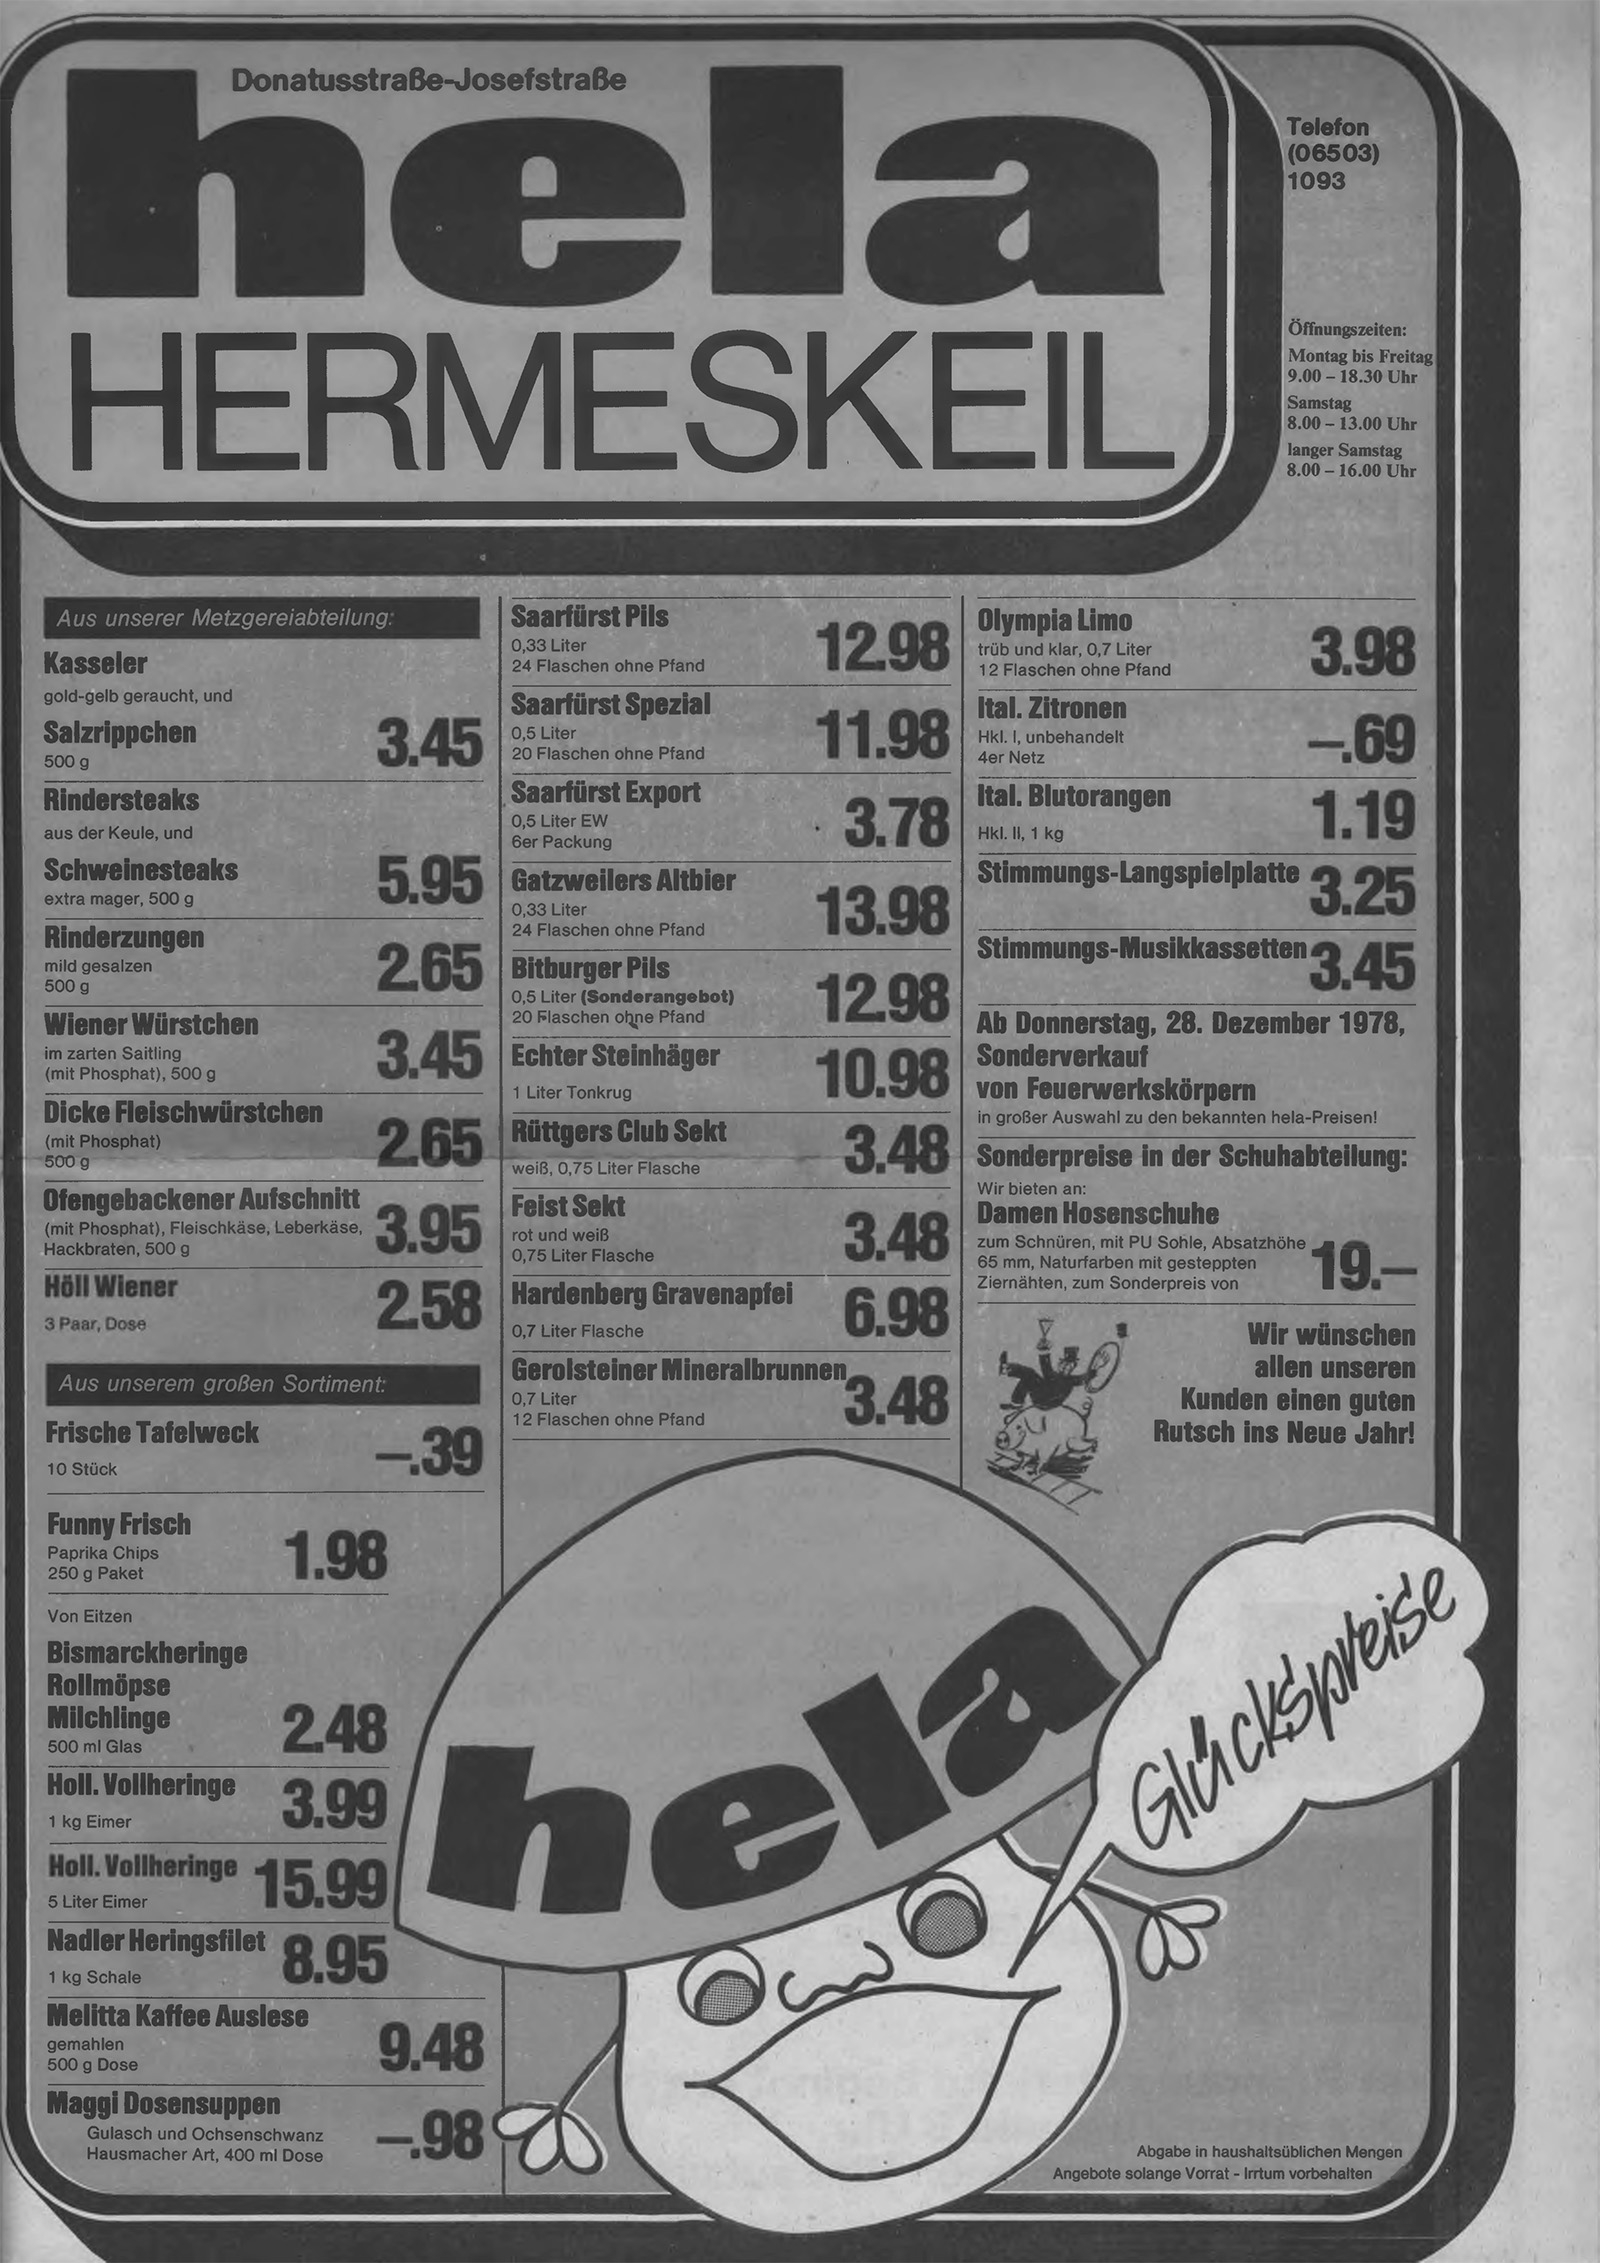 Donatusstraße-Josefstraße
hela
HERMESKEIL
Telefon
(06503)
1093
Öffnungszeiten:
Montag bis Freitag
9.00 – 18.30 Uhr
Samstag
8.00 – 13.00 Uhr
langer Samstag
8.00 – 16.00 Uhr
Aus unserer Metzgereiabteilung:
Kasseler
gold-gelb geraucht, und
Salzrippchen
500 g
3.45
Rindersteaks
aus der Keule, und
Schweinesteaks
extra mager, 500 g
5.95
Rinderzungen
mild gesalzen
500 g
2.65
Wiener Würstchen
im zarten Saitling
(mit Phosphat), 500 g
3.45
Dicke Fleischwürstchen
(mit Phosphat)
500 g
2.65
Ofengebackener Aufschnitt
(mit Phosphat), Fleischkäse, Leberkäse,
Hackbraten, 500 g
3.95
Höll Wiener
3 Paar, Dose
2.58
Aus unserem großen Sortiment:
Frische Tafelweck
10 Stück
–.39
Funny Frisch
Paprika Chips
250 g Paket
1.98
Von Eitzen
Bismarckheringe
Rollmöpse
Milchlinge
500 ml Glas
2.48
Holl. Vollheringe
1 kg Eimer
3.99
Holl. Vollheringe
5 Liter Eimer
15.99
Nadler Heringsfilet
1 kg Schale
8.95
Melitta Kaffee Auslese
gemahlen
500 g Dose
9.48
Maggi Dosensuppen
Gulasch und Ochsenschwanz
Hausmacher Art, 400 ml Dose
–.98
Saarfürst Pils
0,33 Liter
24 Flaschen ohne Pfand
12.98
Saarfürst Spezial
0,5 Liter
20 Flaschen ohne Pfand
11.98
Saarfürst Export
0,5 Liter EW
6er Packung
3.78
Gatzweilers Altbier
0,33 Liter
24 Flaschen ohne Pfand
13.98
Bitburger Pils
0,5 Liter (Sonderangebot)
20 Flaschen ohne Pfand
12.98
Echter Steinhäger
1 Liter Tonkrug
10.98
Rüttgers Club Sekt
weiß, 0,75 Liter Flasche
3.48
Feist Sekt
rot und weiß
0,75 Liter Flasche
3.48
Hardenberg Gravenapfel
0,7 Liter Flasche
6.98
Gerolsteiner Mineralbrunnen
0,7 Liter
12 Flaschen ohne Pfand
3.48
Olympia Limo
trüb und klar, 0,7 Liter
12 Flaschen ohne Pfand
3.98
Ital. Zitronen
Hkl. I, unbehandelt
4er Netz
–.69
Ital. Blutorangen
Hkl. II, 1 kg
1.19
Stimmungs-Langspielplatte
3.25
Stimmungs-Musikkassetten
3.45
Ab Donnerstag, 28. Dezember 1978,
Sonderverkauf
von Feuerwerkskörpern
in großer Auswahl zu den bekannten hela-Preisen!
Sonderpreise in der Schuhabteilung:
Wir bieten an:
Damen Hosenschuhe
zum Schnüren, mit PU Sohle, Absatzhöhe
65 mm, Naturfarben mit gesteppten
Ziernähten, zum Sonderpreis von
19.–
Wir wünschen
allen unseren
Kunden einen guten
Rutsch ins Neue Jahr!
hela
Glückspreise
Abgabe in haushaltsüblichen Mengen
Angebote solange Vorrat - Irrtum vorbehalten